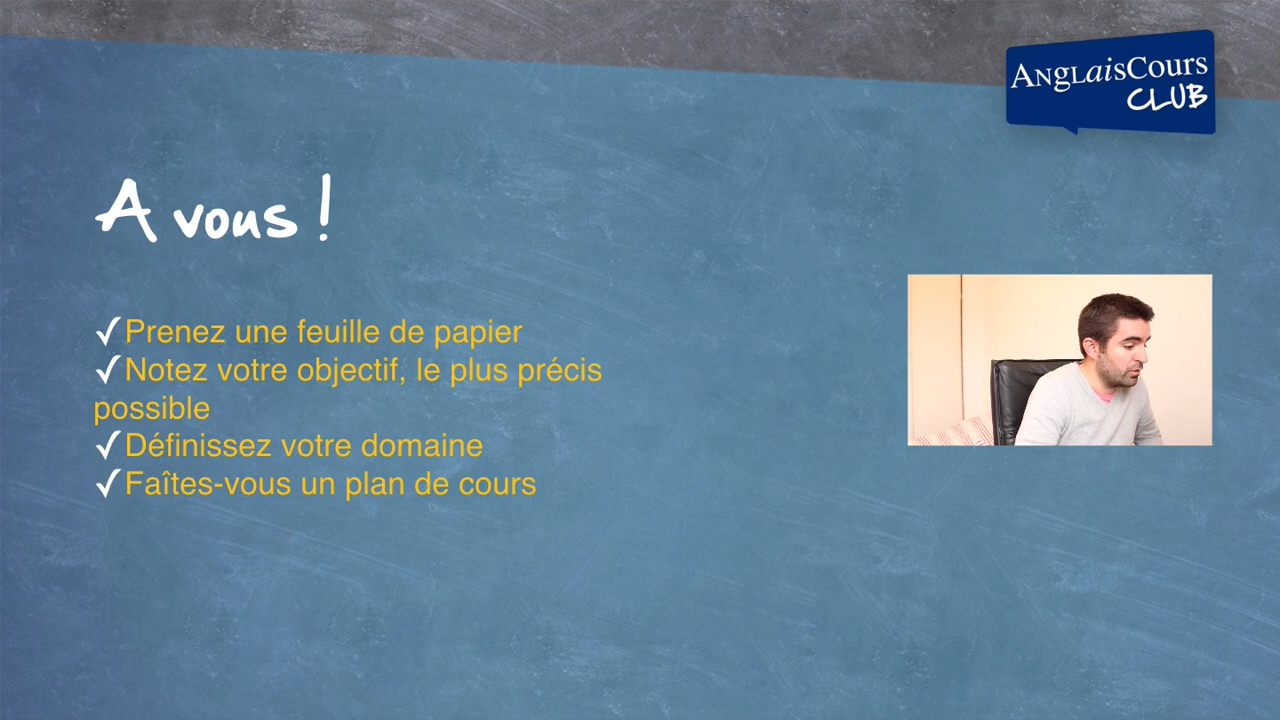 AnglaisCours
CLUB
A vous !
✓Prenez une feuille de papier
✓Notez votre objectif, le plus précis
possible
✓Définissez votre domaine
✓Faîtes-vous un plan de cours